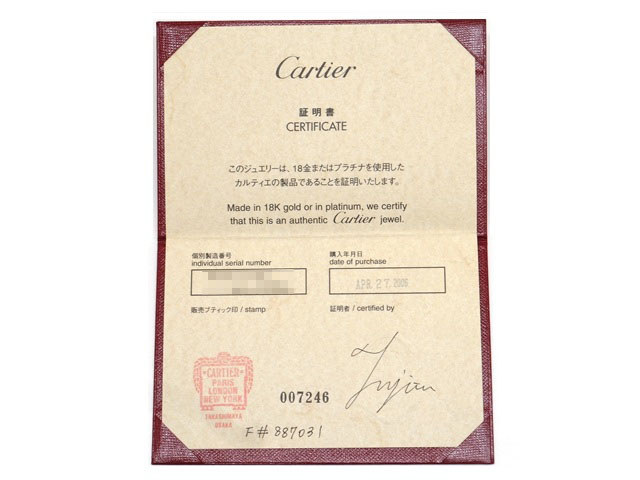 Cartier
証明書
CERTIFICATE
このジュエリーは、18金またはプラチナを使用した
カルティエの製品であることを証明いたします。
Made in 18K gold or in platinum, we certify
that this is an authentic Cartier jewel.
個別製造番号
individual serial number
購入年月日
date of purchase
APR 27. 2006
販売ブティック印 / stamp
証明者 / certified by
CARTIER
PARIS
LONDON
NEW YORK
TAKASHIMAYA
OSAKA
007246
F# 887031